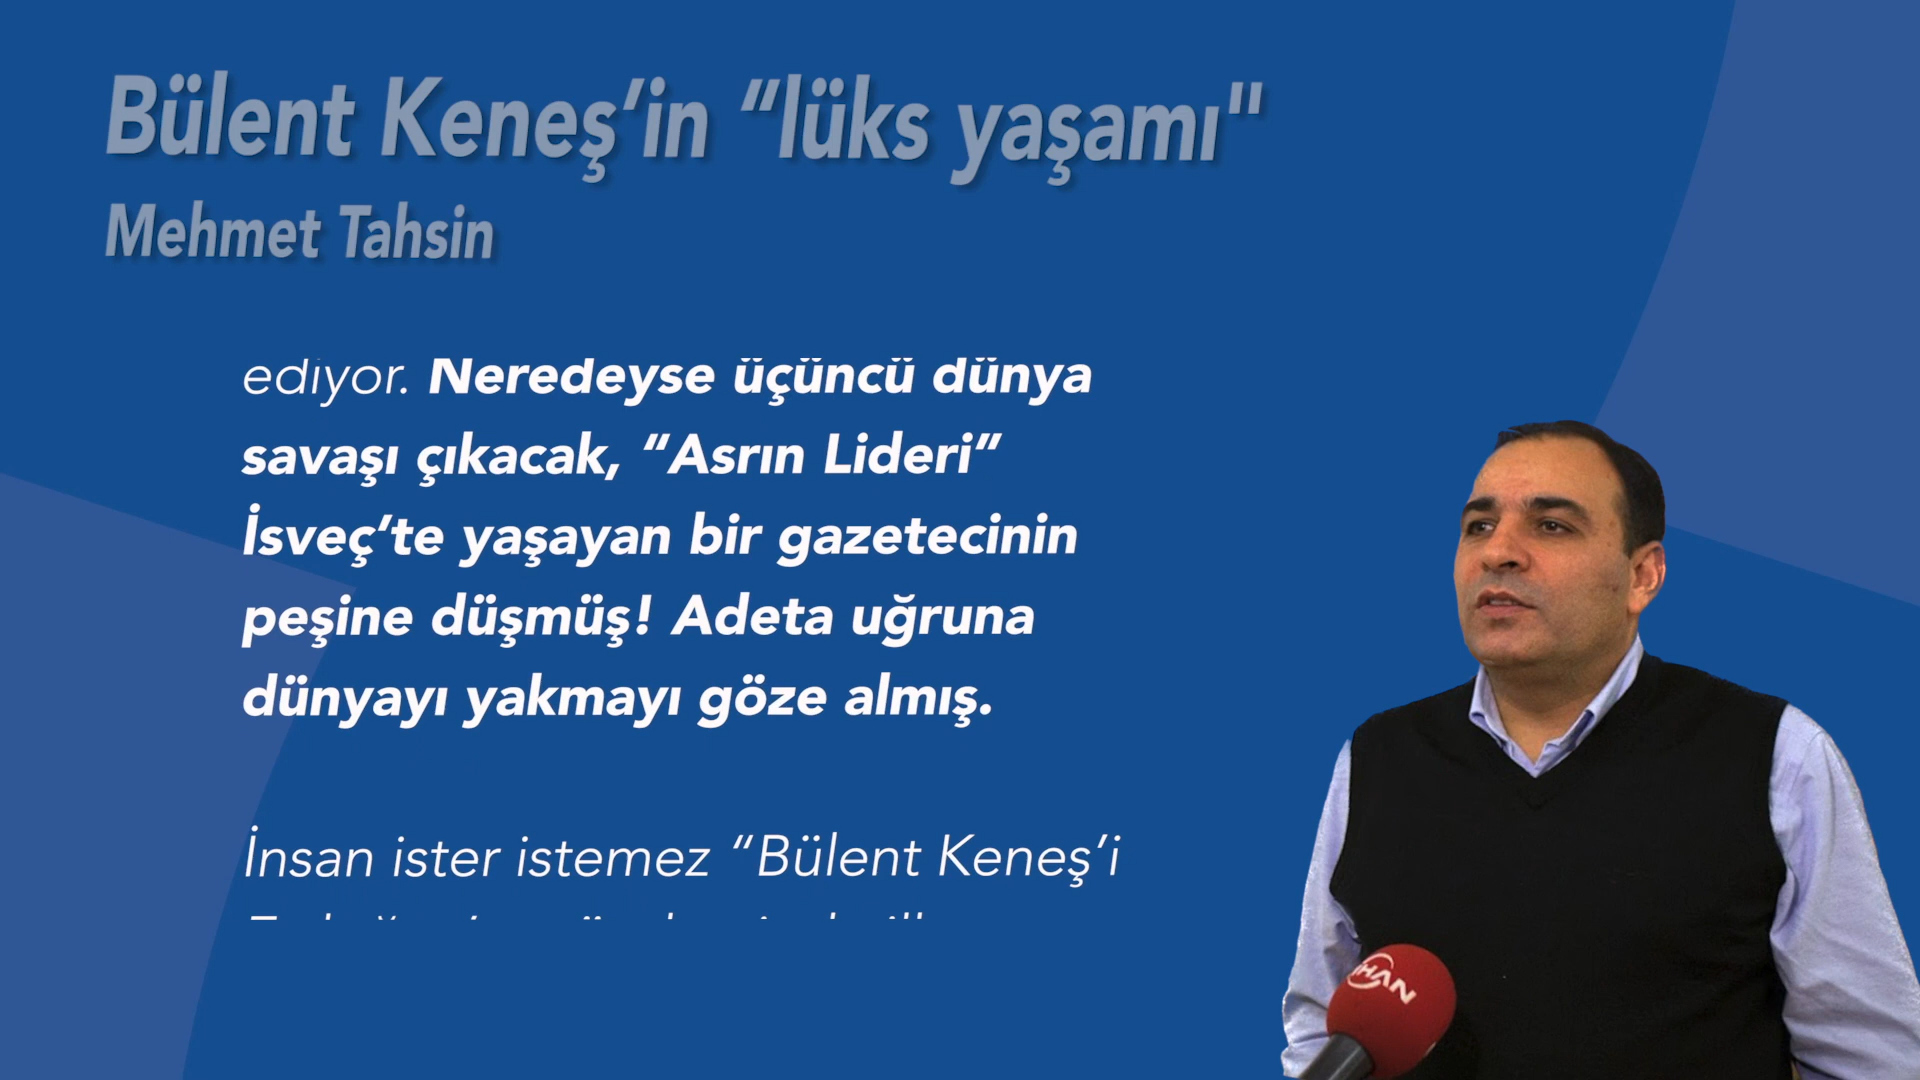 Bülent Keneş’in “lüks yaşamı"
Mehmet Tahsin
ediyor. Neredeyse üçüncü dünya
savaşı çıkacak, “Asrın Lideri”
İsveç’te yaşayan bir gazetecinin
peşine düşmüş! Adeta uğruna
dünyayı yakmayı göze almış.
İnsan ister istemez “Bülent Keneş’i